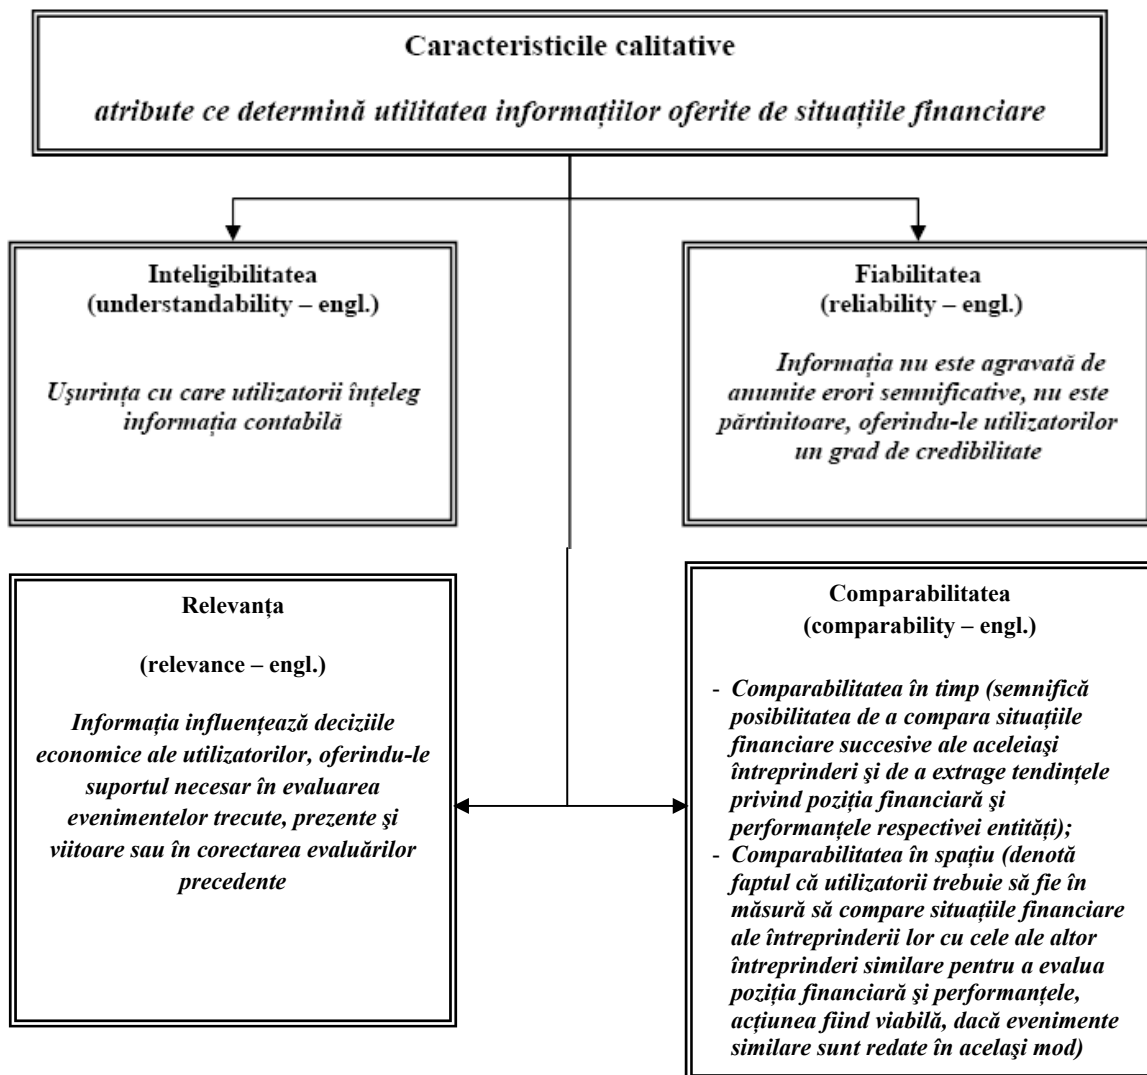 Caracteristicile calitative
atribute ce determină utilitatea informațiilor oferite de situațiile financiare
Inteligibilitatea
(understandability – engl.)
Uşurința cu care utilizatorii înțeleg
informația contabilă
Fiabilitatea
(reliability – engl.)
Informația nu este agravată de
anumite erori semnificative, nu este
părtinitoare, oferindu-le utilizatorilor
un grad de credibilitate
Relevanța
(relevance – engl.)
Informația influențează deciziile
economice ale utilizatorilor, oferindu-le
suportul necesar în evaluarea
evenimentelor trecute, prezente şi
viitoare sau în corectarea evaluărilor
precedente
Comparabilitatea
(comparability – engl.)
- Comparabilitatea în timp (semnifică
posibilitatea de a compara situațiile
financiare succesive ale aceleiaşi
întreprinderi şi de a extrage tendințele
privind poziția financiară şi
performanțele respectivei entități);
- Comparabilitatea în spațiu (denotă
faptul că utilizatorii trebuie să fie în
măsură să compare situațiile financiare
ale întreprinderii lor cu cele ale altor
întreprinderi similare pentru a evalua
poziția financiară şi performanțele,
acțiunea fiind viabilă, dacă evenimente
similare sunt redate în acelaşi mod)